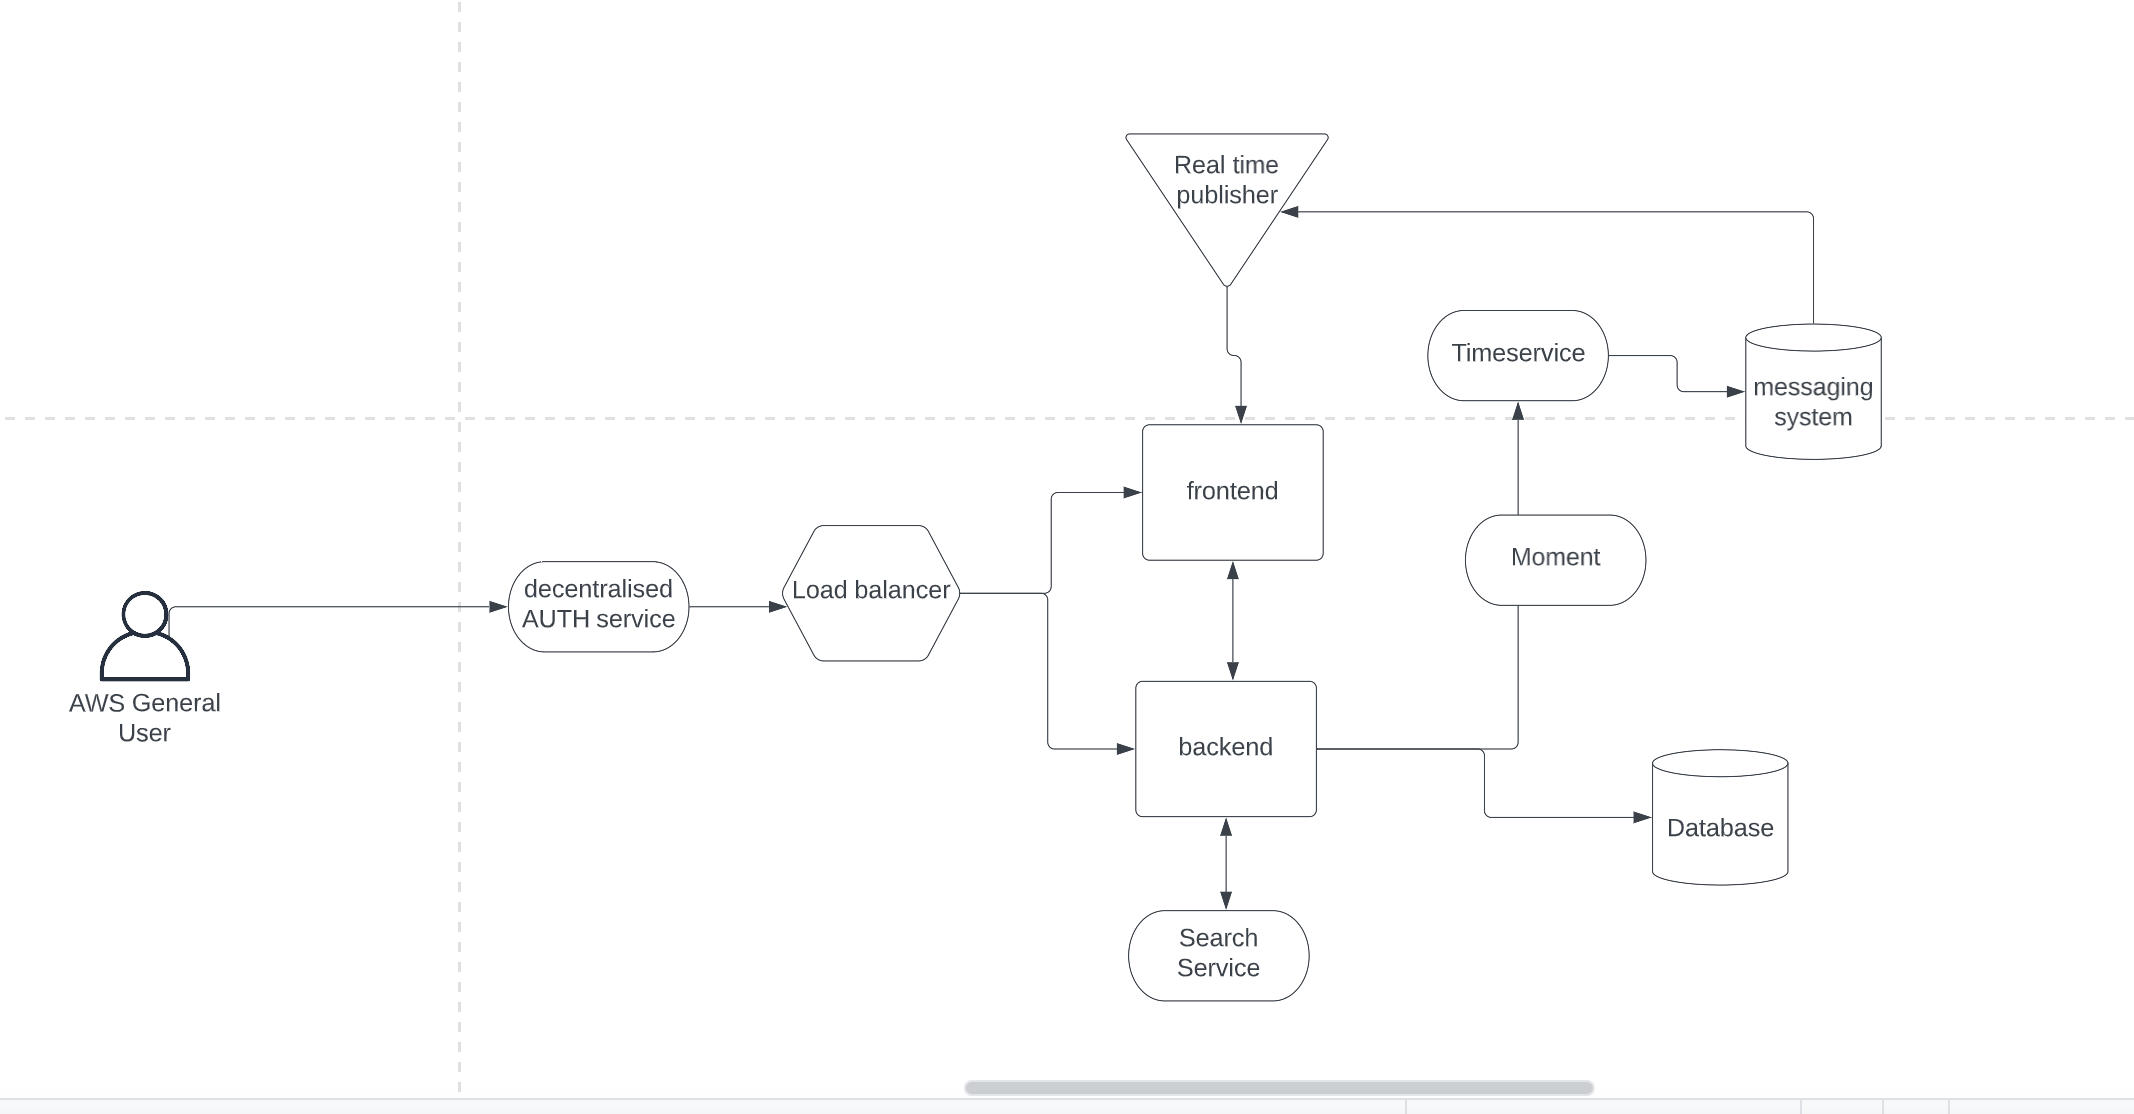 Real time
publisher
Timeservice
messaging
system
frontend
Moment
decentralised
AUTH service
Load balancer
AWS General
User
backend
Database
Search
Service